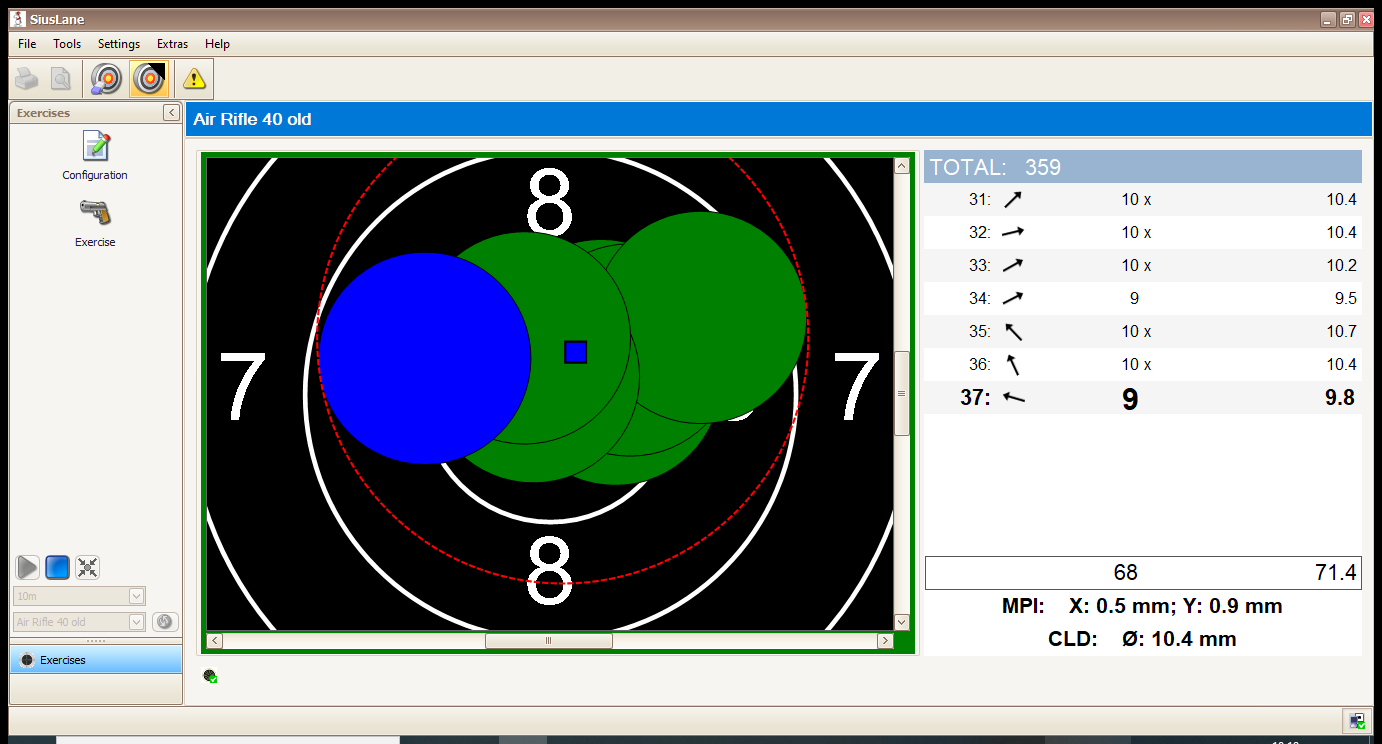 SiusLane
File Tools Settings Extras Help
Exercises
Configuration
Exercise
10m
Air Rifle 40 old
Exercises
Air Rifle 40 old
8
7 7
8
TOTAL: 359
31: 10 x 10.4
32: 10 x 10.4
33: 10 x 10.2
34: 9 9.5
35: 10 x 10.7
36: 10 x 10.4
37: 9 9.8
68 71.4
MPI: X: 0.5 mm; Y: 0.9 mm
CLD: Ø: 10.4 mm